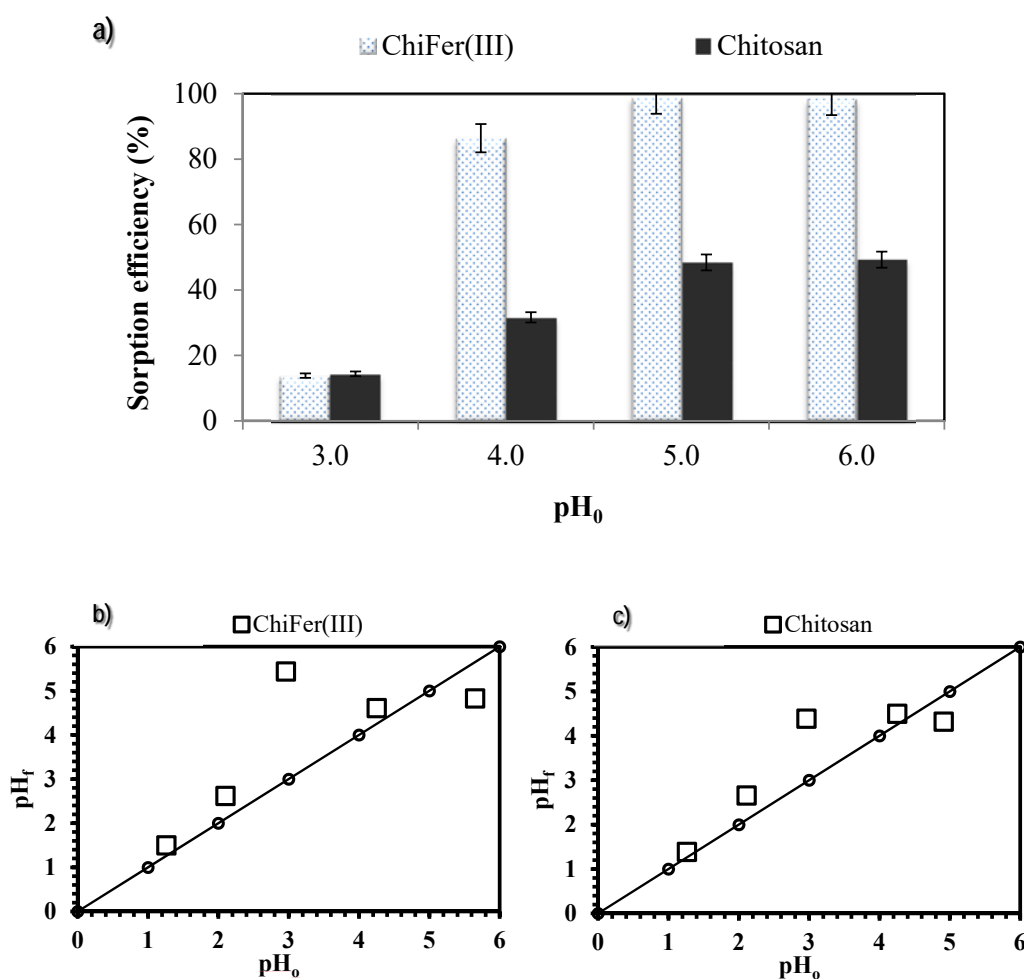 a)
ChiFer(III) Chitosan
100
80
60
40
20
0
Sorption efficiency (%)
3.0 4.0 5.0 6.0
pH₀
b)
ChiFer(III)
6
5
4
3
2
1
0
pHf
0 1 2 3 4 5 6
pHo
c)
Chitosan
6
5
4
3
2
1
0
pHf
0 1 2 3 4 5 6
pHo